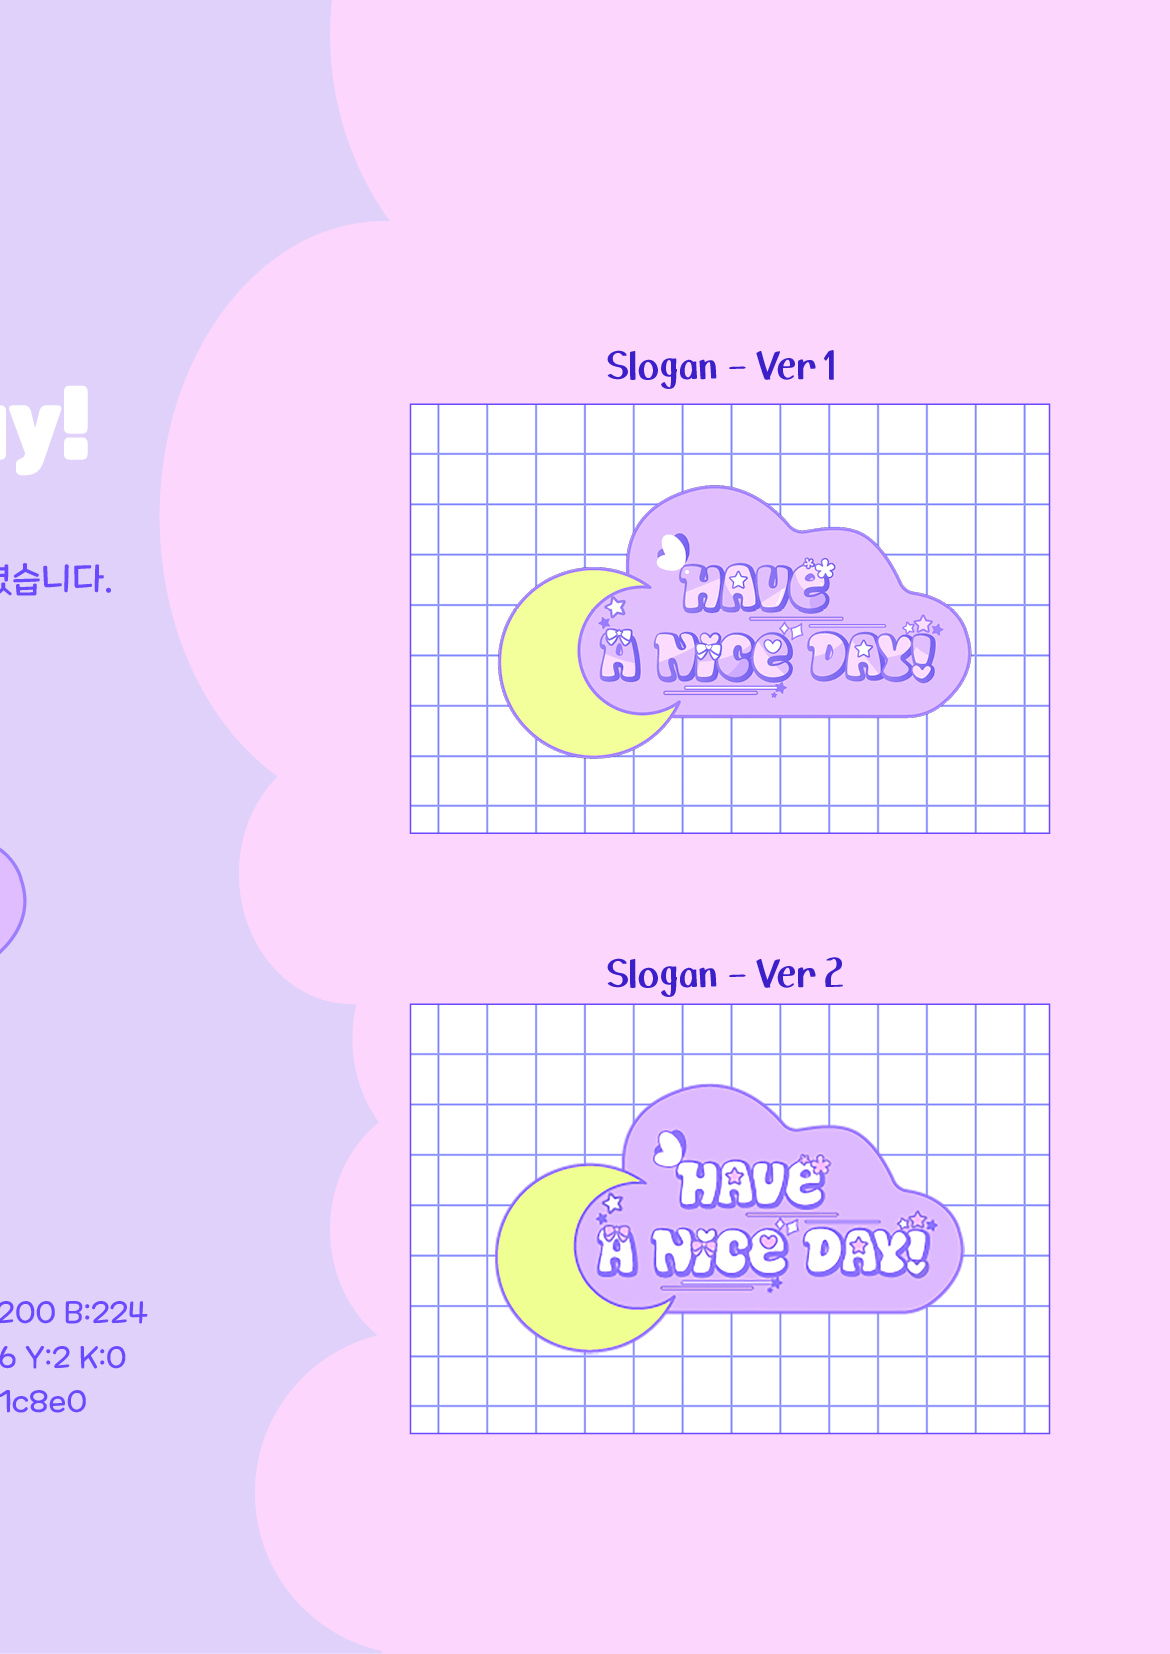 y!
습니다.
200 B:224
6 Y:2 K:0
1c8e0
Slogan - Ver 1
HAVE
A NiCe DAY!
Slogan - Ver 2
HAVE
A NiCe DAY!